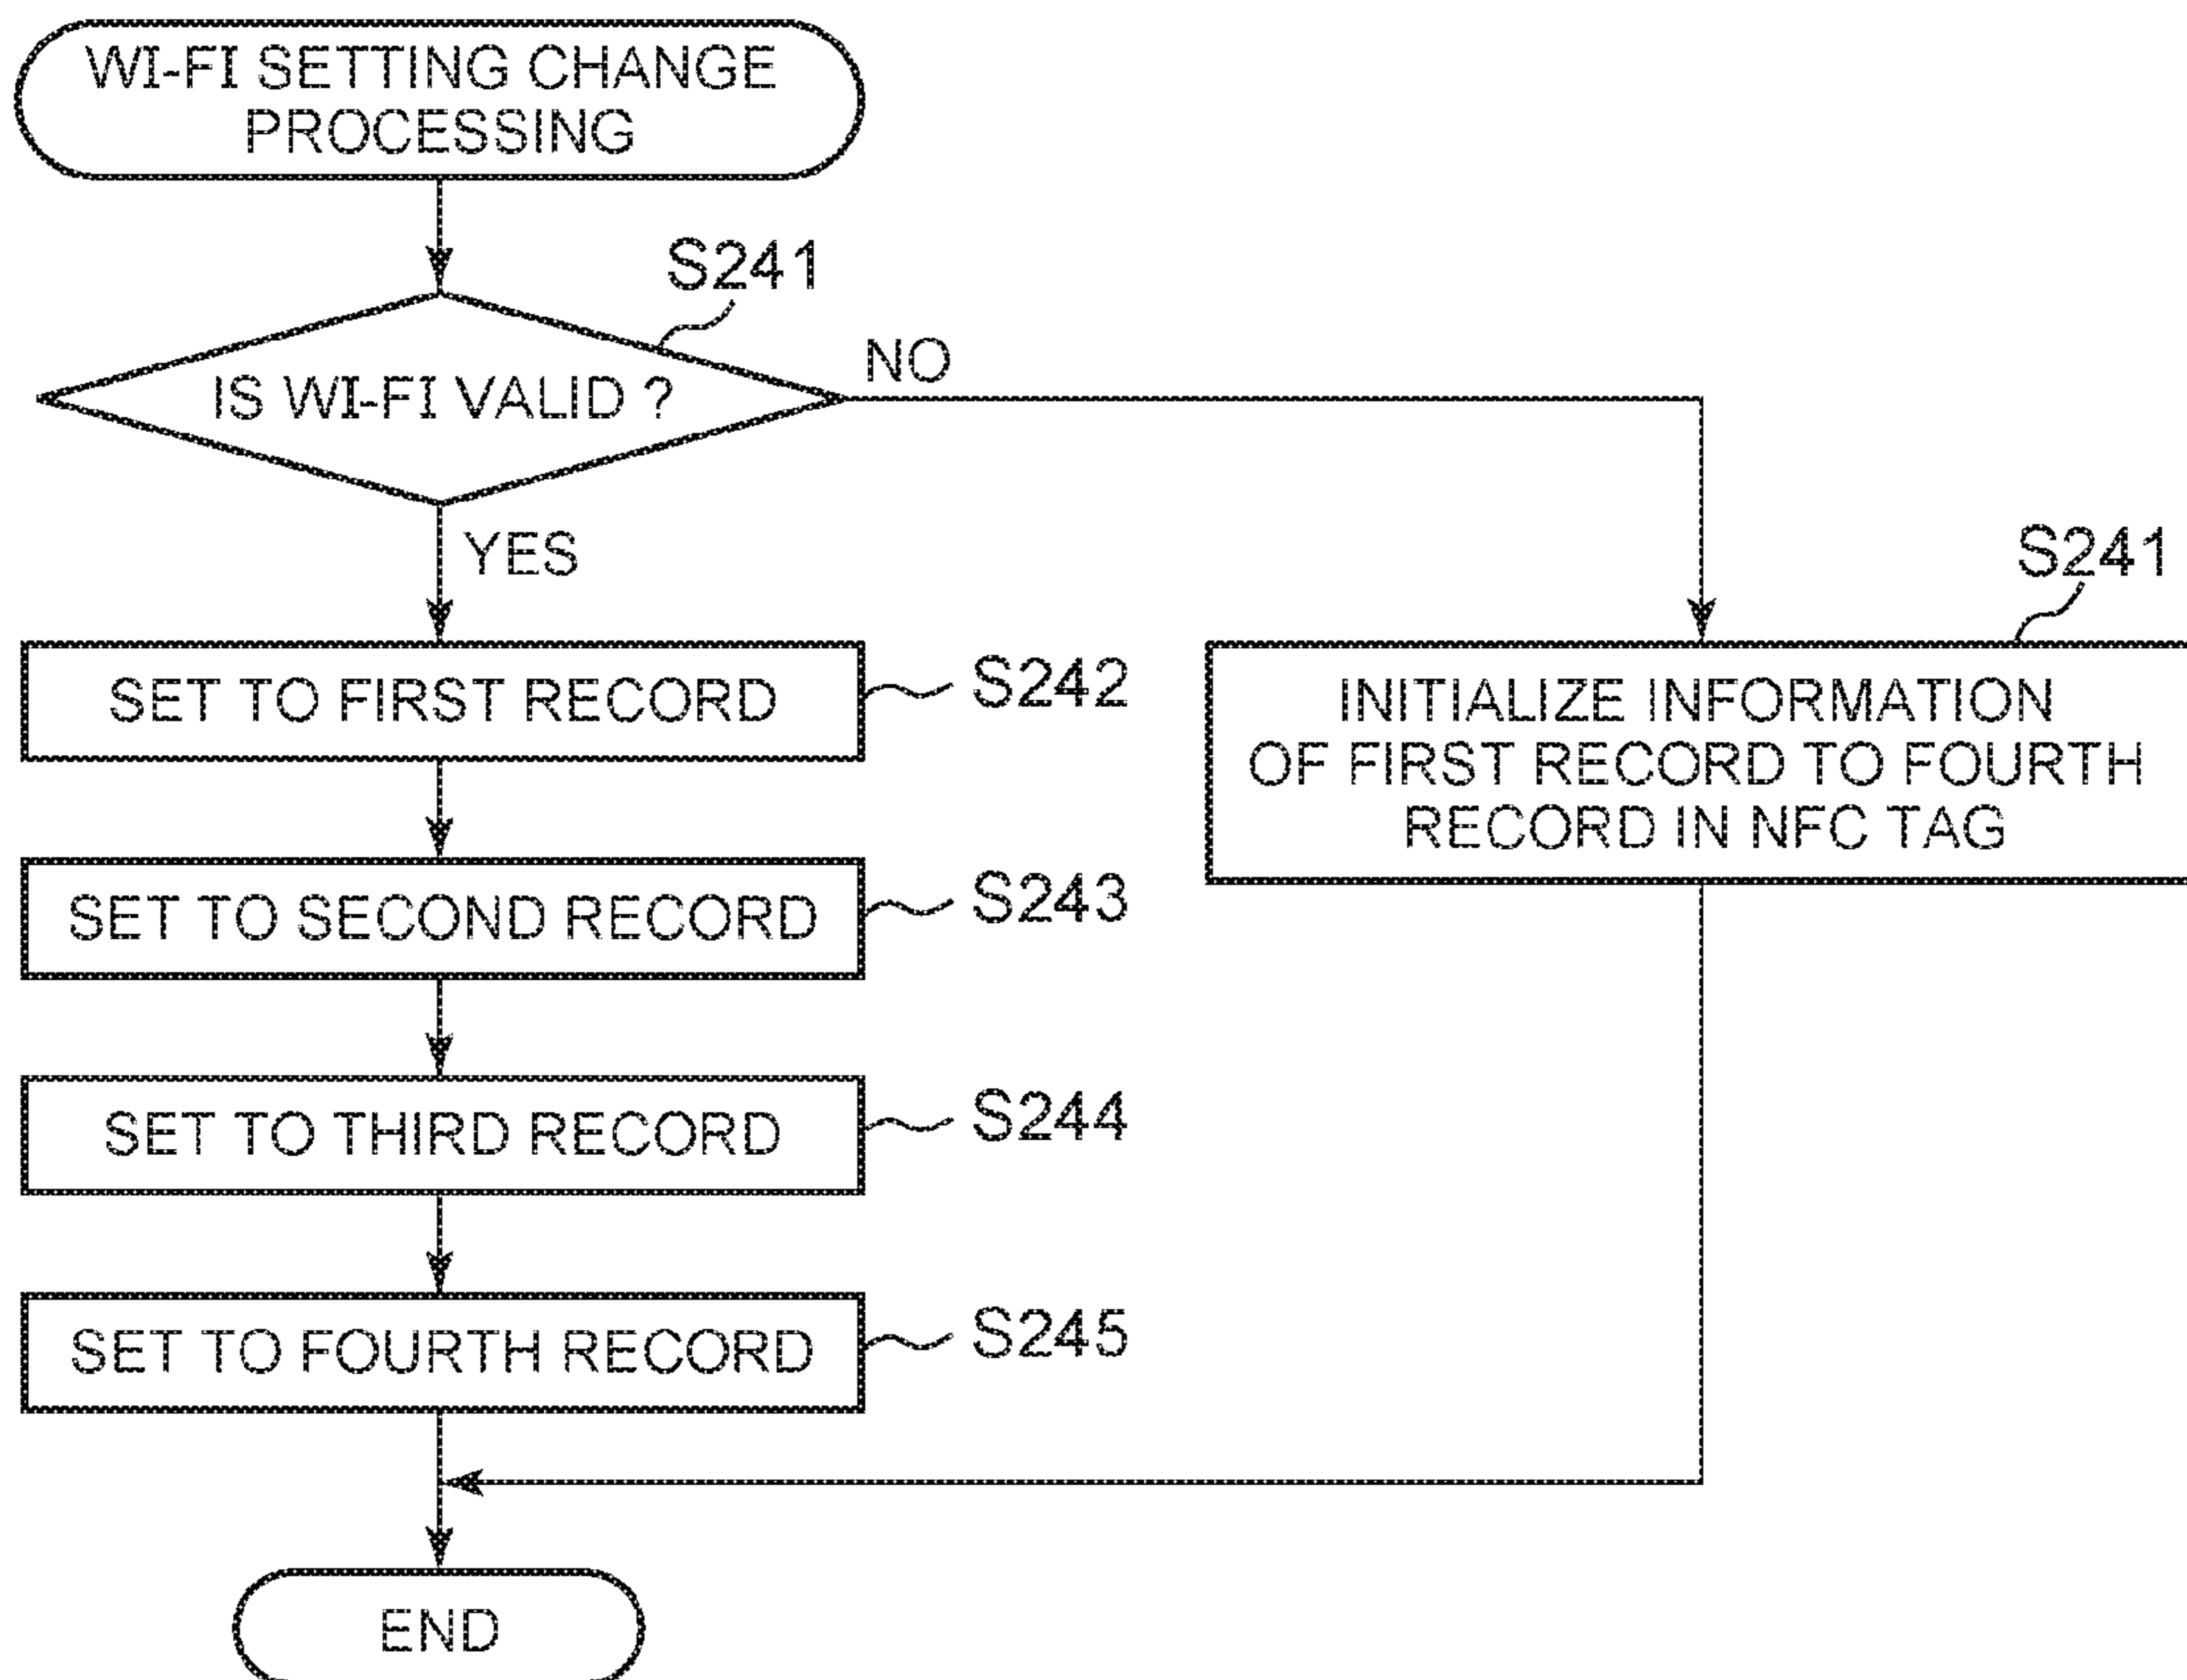 WI-FI SETTING CHANGE
PROCESSING
S241
IS WI-FI VALID ?
NO
YES
S241
SET TO FIRST RECORD
S242
INITIALIZE INFORMATION
OF FIRST RECORD TO FOURTH
RECORD IN NFC TAG
SET TO SECOND RECORD
S243
SET TO THIRD RECORD
S244
SET TO FOURTH RECORD
S245
END